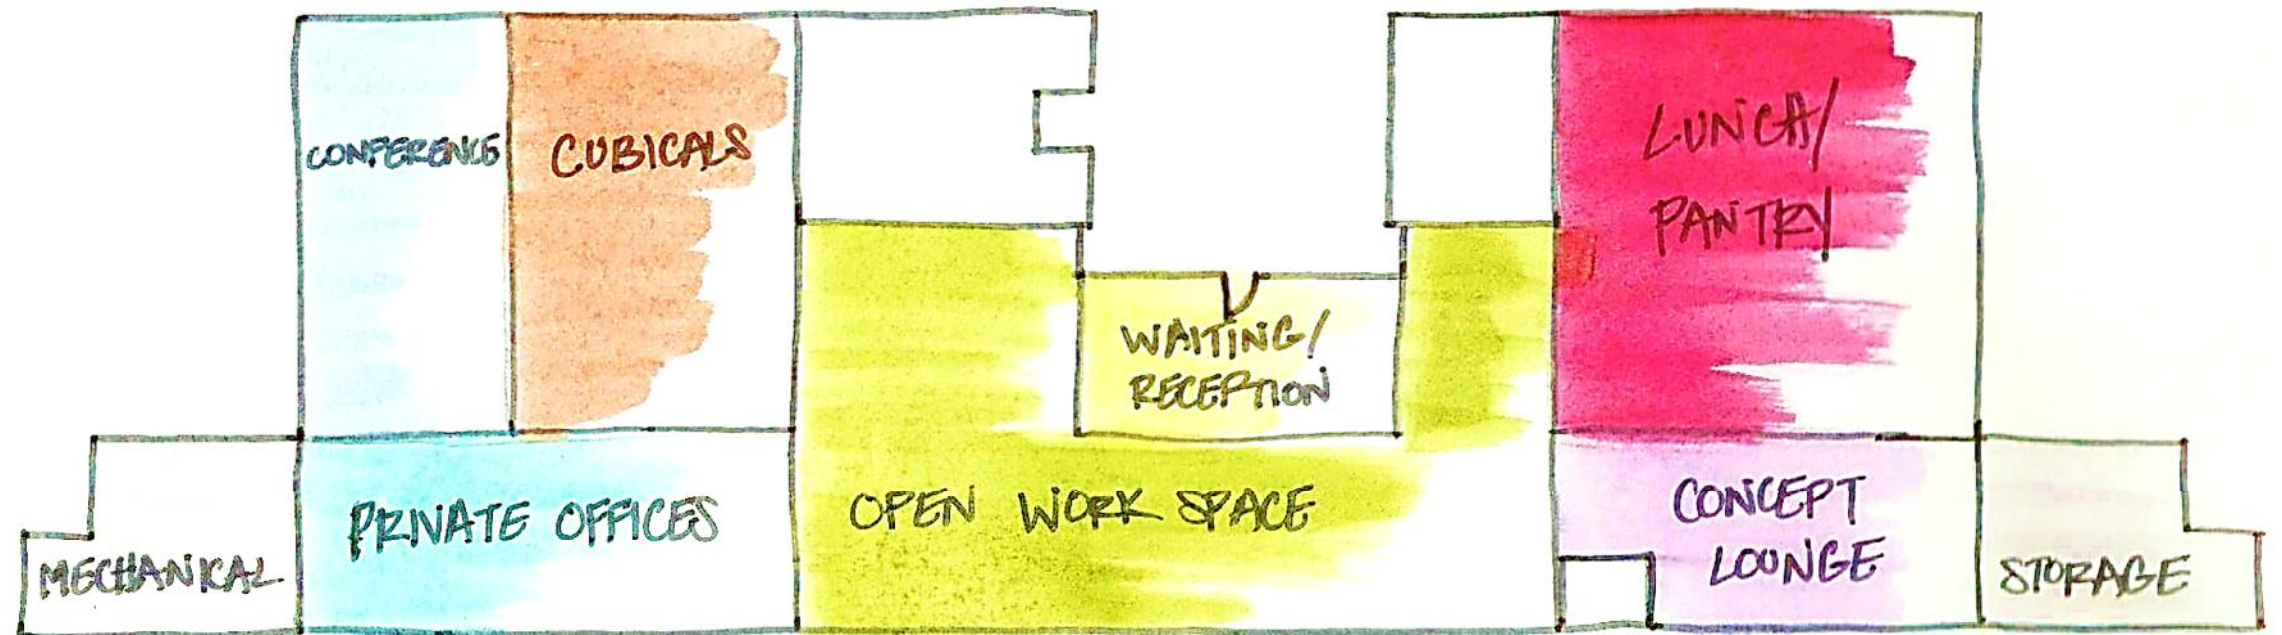 CONFERENCE
CUBICALS
LUNCH/
PANTRY
WAITING/
RECEPTION
PRIVATE OFFICES
OPEN WORK SPACE
CONCEPT
LOUNGE
MECHANICAL
STORAGE